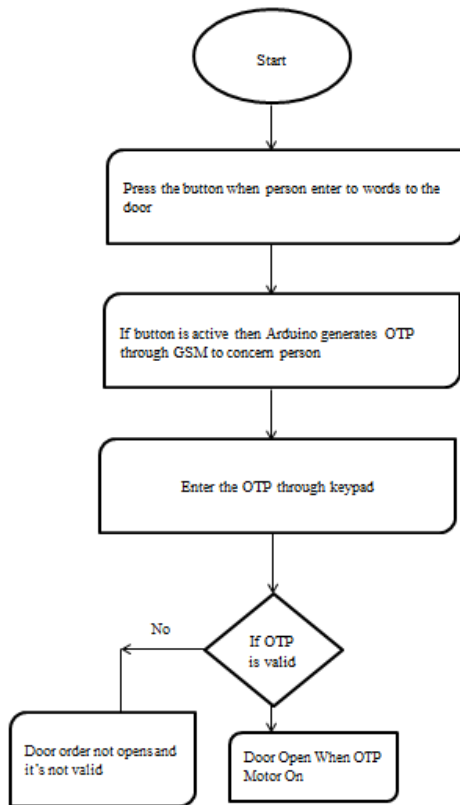 Start
Press the button when person enter to words to the
door
If button is active then Arduino generates OTP
through GSM to concern person
Enter the OTP through keypad
If OTP
is valid
No
Door order not opens and
it's not valid
Door Open When OTP
Motor On